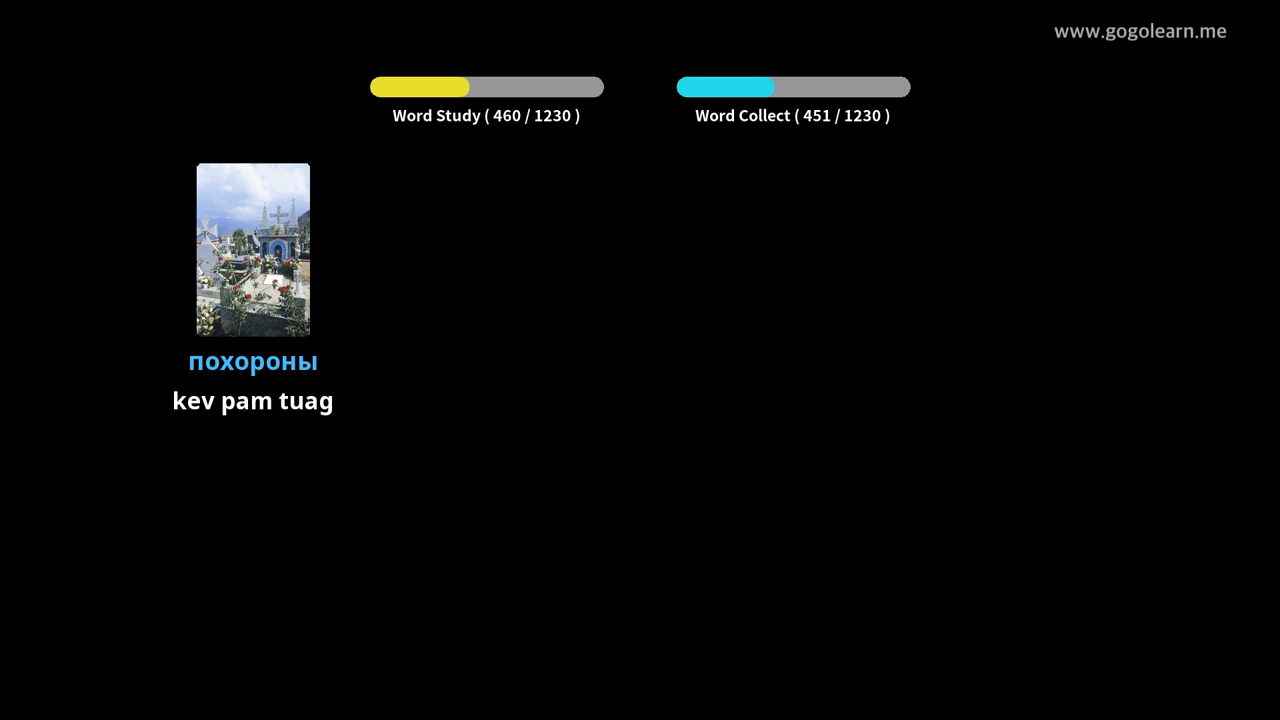 www.gogolearn.me
Word Study ( 460 / 1230 )
Word Collect ( 451 / 1230 )
похороны
kev pam tuag